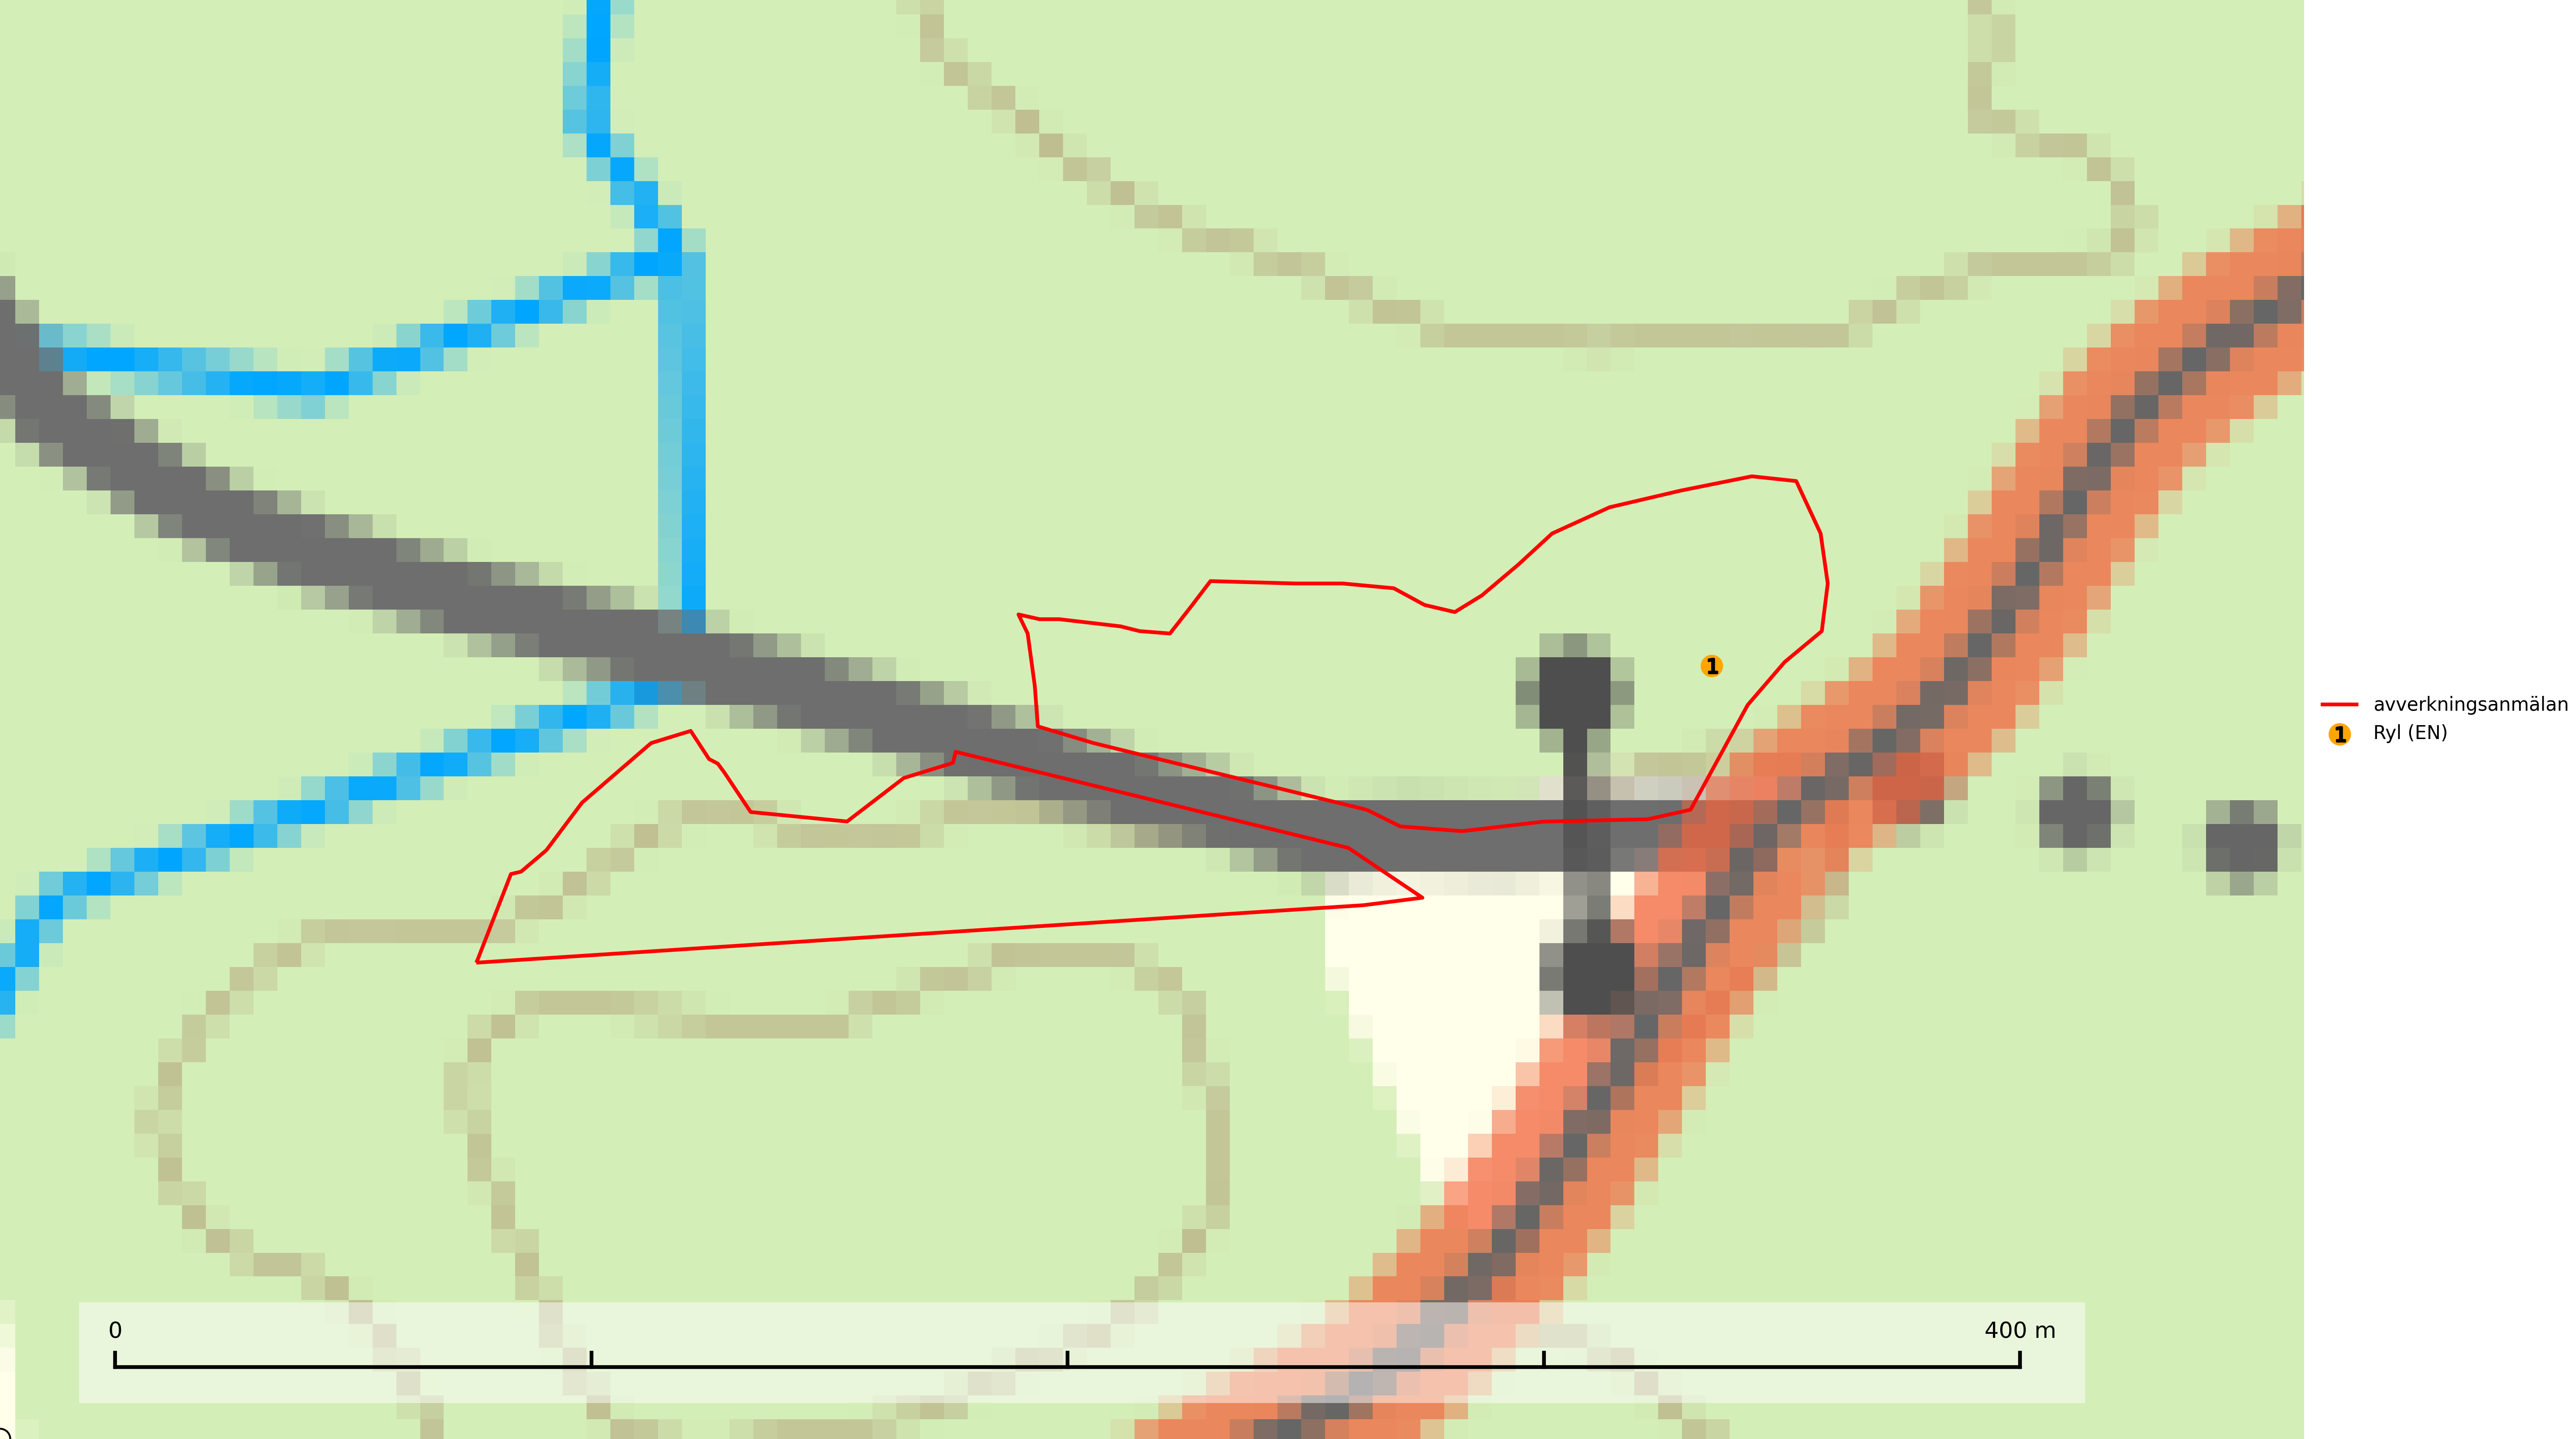 1
avverkningsanmälan
1 Ryl (EN)
0 400 m